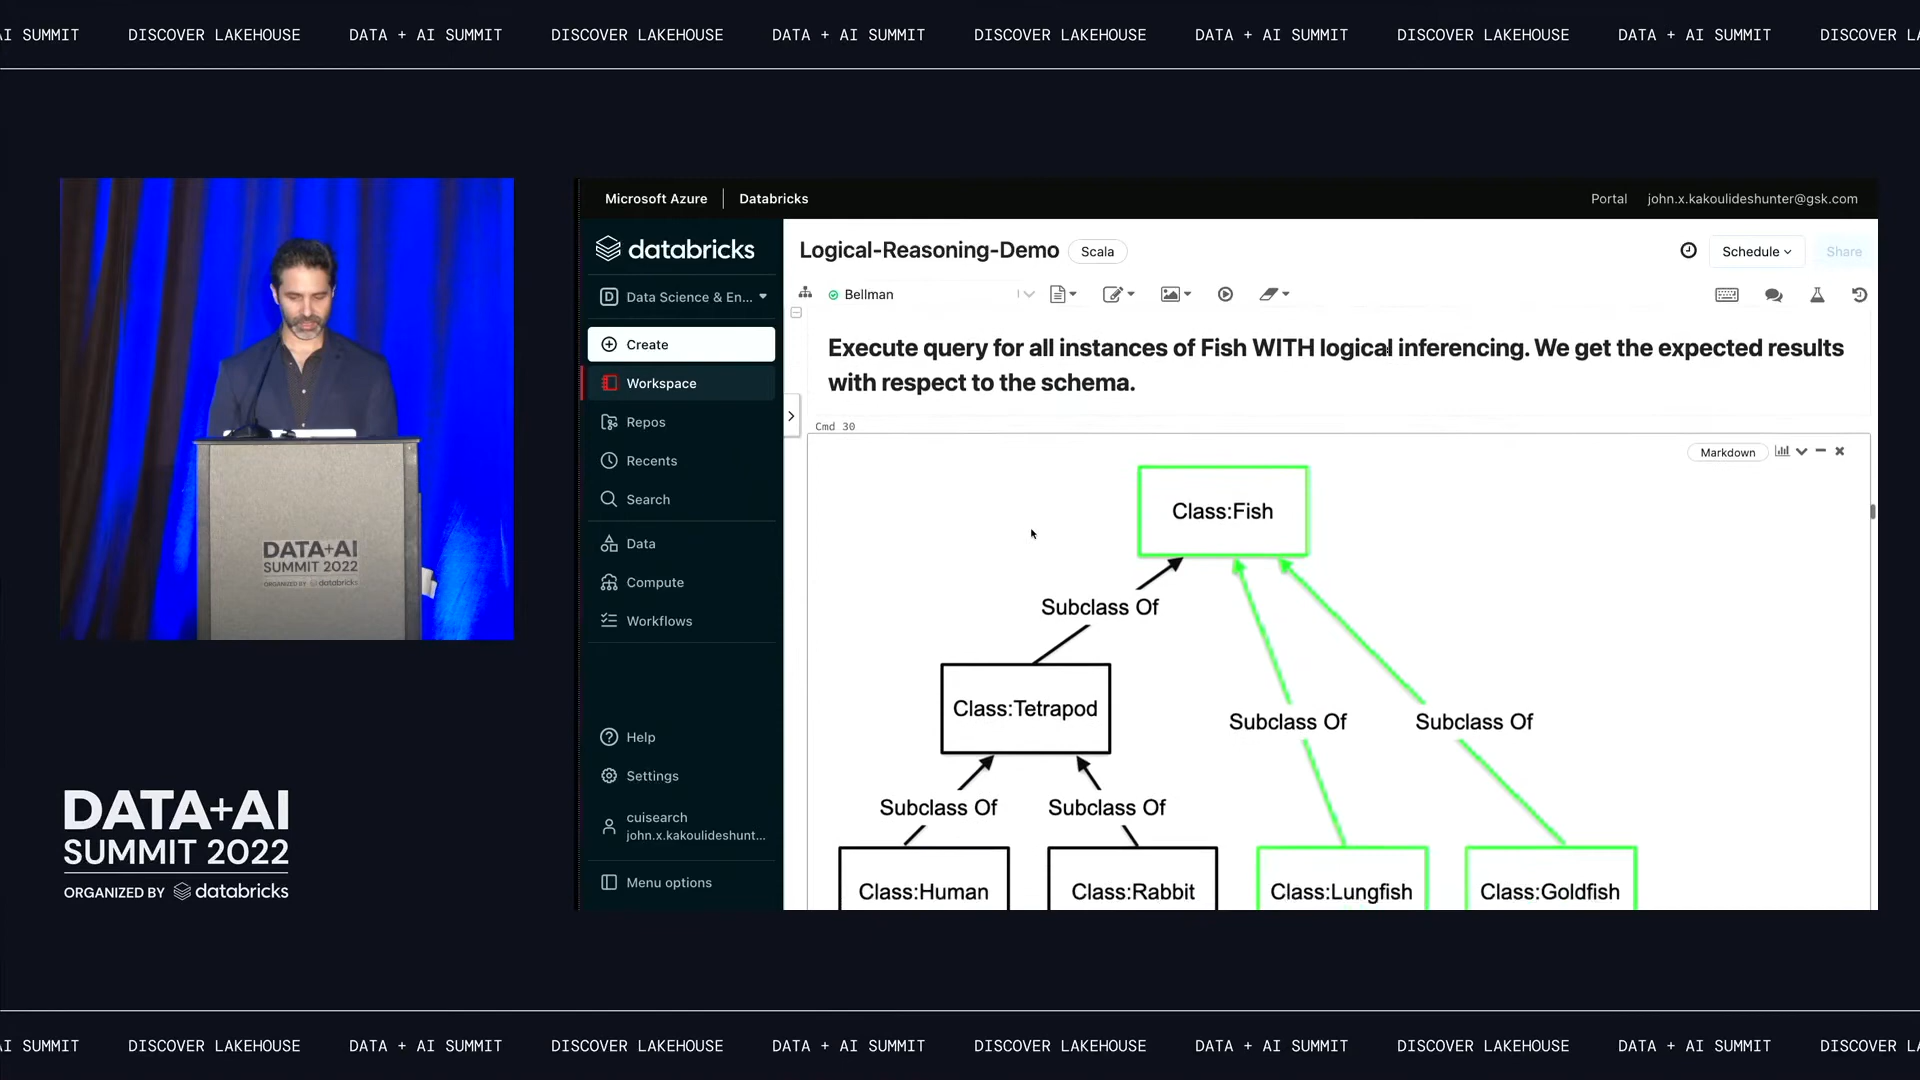 AI SUMMIT DISCOVER LAKEHOUSE DATA + AI SUMMIT DISCOVER LAKEHOUSE DATA + AI SUMMIT DISCOVER LAKEHOUSE DATA + AI SUMMIT DISCOVER LAKEHOUSE DATA + AI SUMMIT DISCOVER LA
Microsoft Azure Databricks Portal john.x.kakoulideshunter@gsk.com
databricks
Logical-Reasoning-Demo Scala Schedule Share
D Data Science & En...
Bellman
Create
Workspace
Repos
Recents
Search
Data
Compute
Workflows
Help
Settings
cuisearch
john.x.kakoulideshunt...
Menu options
Execute query for all instances of Fish WITH logical inferencing. We get the expected results
with respect to the schema.
Cmd 30
Markdown
Class:Fish
Subclass Of
Class:Tetrapod
Subclass Of Subclass Of
Subclass Of Subclass Of
Class:Human Class:Rabbit Class:Lungfish Class:Goldfish
DATA+AI
SUMMIT 2022
ORGANIZED BY databricks
DATA+AI
SUMMIT 2022
ORGANIZED BY databricks
AI SUMMIT DISCOVER LAKEHOUSE DATA + AI SUMMIT DISCOVER LAKEHOUSE DATA + AI SUMMIT DISCOVER LAKEHOUSE DATA + AI SUMMIT DISCOVER LAKEHOUSE DATA + AI SUMMIT DISCOVER LA